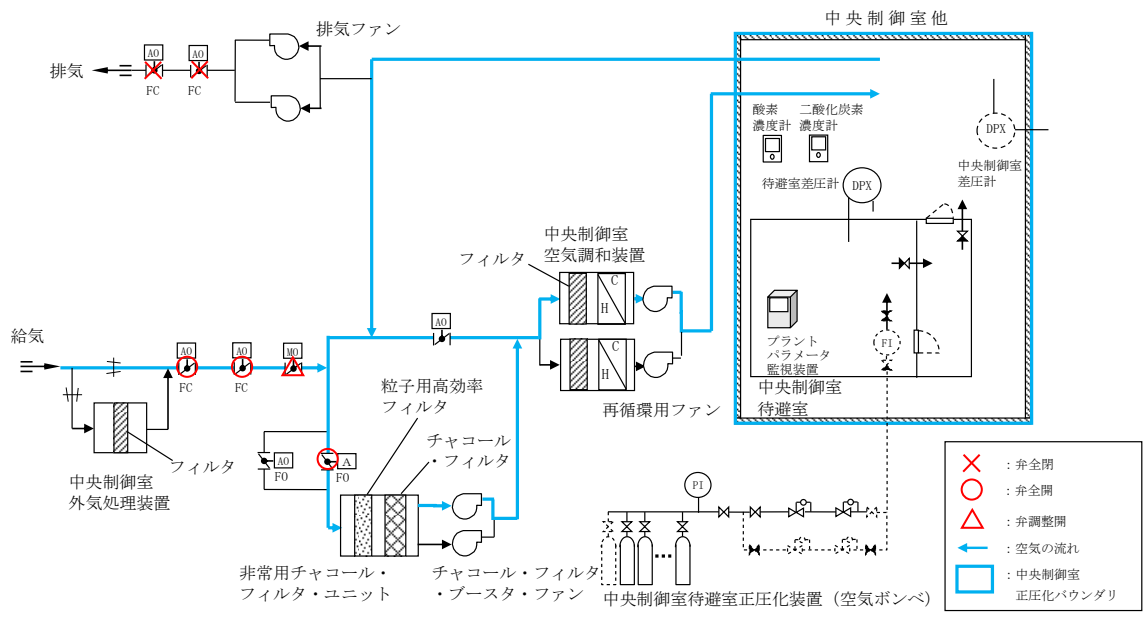 中央制御室他
排気ファン
排気
AO
AO
FC
FC
酸素
濃度計
二酸化炭素
濃度計
DPX
中央制御室
差圧計
待避室差圧計
DPX
中央制御室
空気調和装置
フィルタ
C
H
C
H
再循環用ファン
AO
給気
AO
AO
MO
FC
FC
フィルタ
中央制御室
外気処理装置
粒子用高効率
フィルタ
チャコール
・フィルタ
AO
FO
A
FO
非常用チャコール・
フィルタ・ユニット
チャコール・フィルタ
・ブースタ・ファン
プラント
パラメータ
監視装置
中央制御室
待避室
FI
PI
中央制御室待避室正圧化装置（空気ボンベ）
：弁全閉
：弁全開
：弁調整開
：空気の流れ
：中央制御室
正圧化バウンダリ